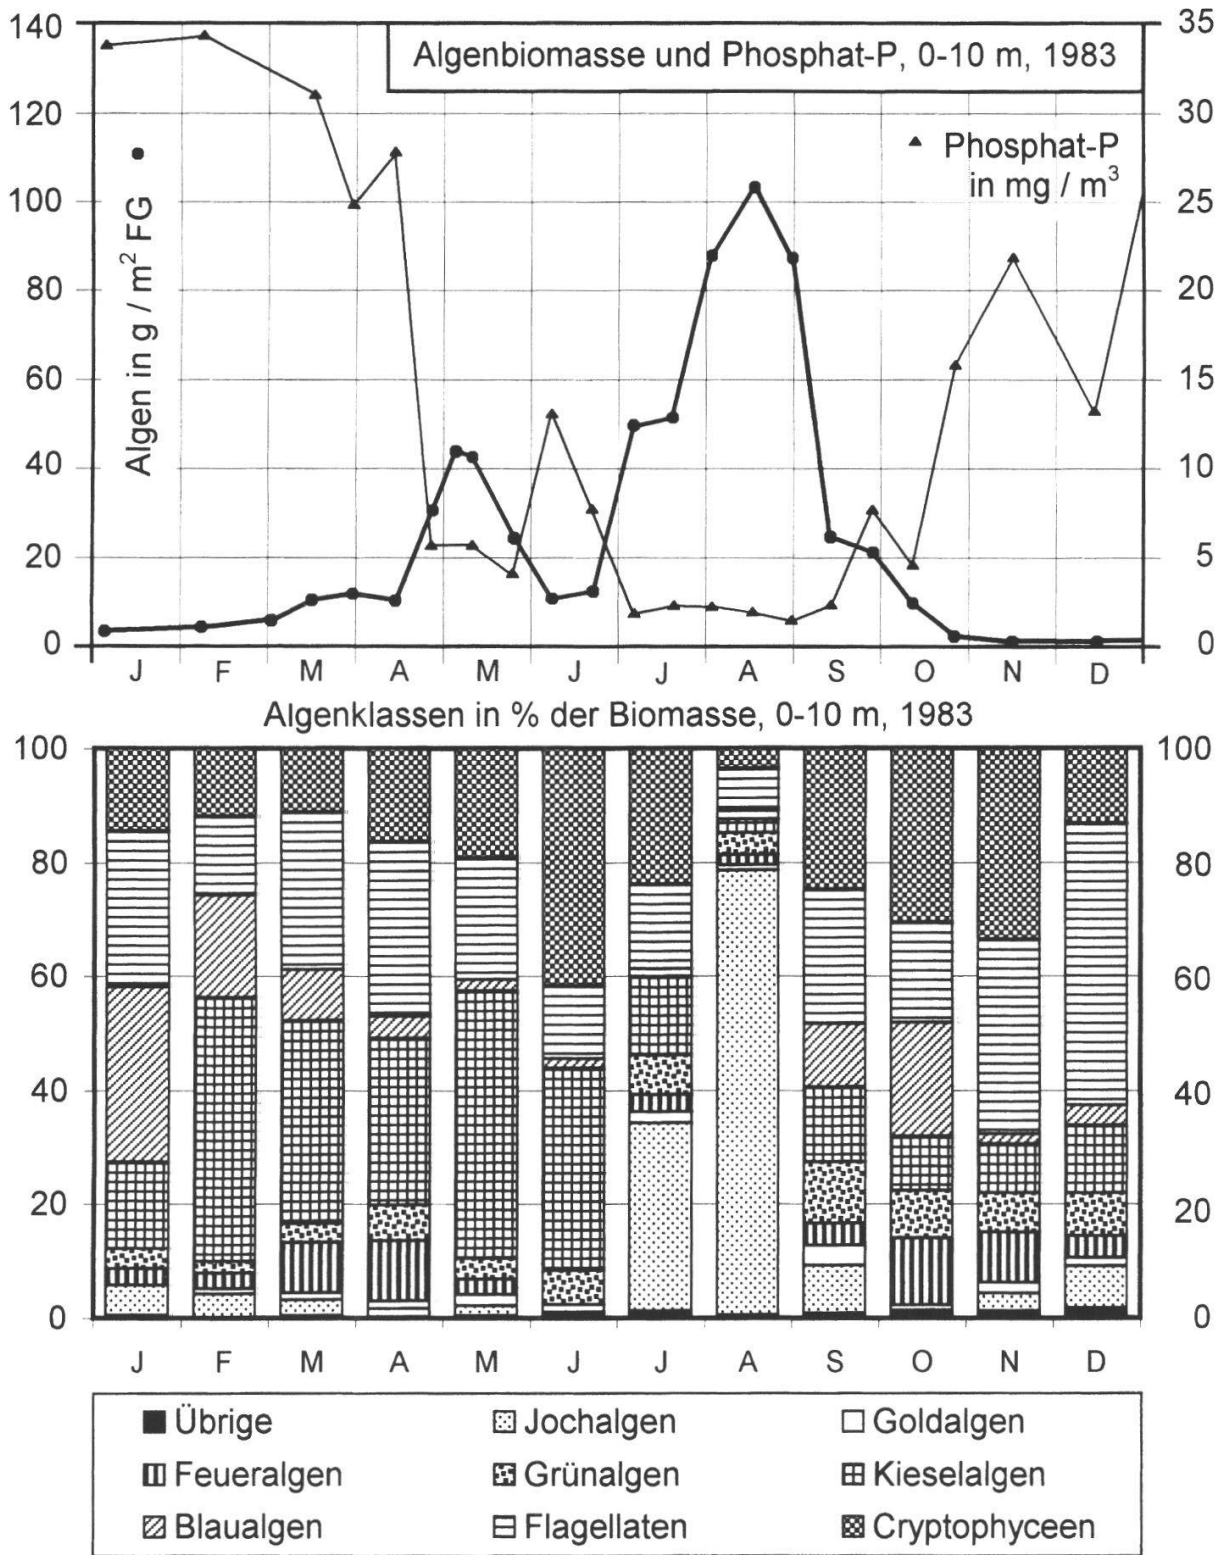 Algenbiomasse und Phosphat-P, 0-10 m, 1983
140
120
100
80
60
40
20
0
Algen in g / m² FG
35
30
25
20
15
10
5
0
Phosphat-P
in mg / m³
J F M A M J J A S O N D
Algenklassen in % der Biomasse, 0-10 m, 1983
100
80
60
40
20
0
100
80
60
40
20
0
J F M A M J J A S O N D
Übrige Jochalgen Goldalgen
Feueralgen Grünalgen Kieselalgen
Blaualgen Flagellaten Cryptophyceen